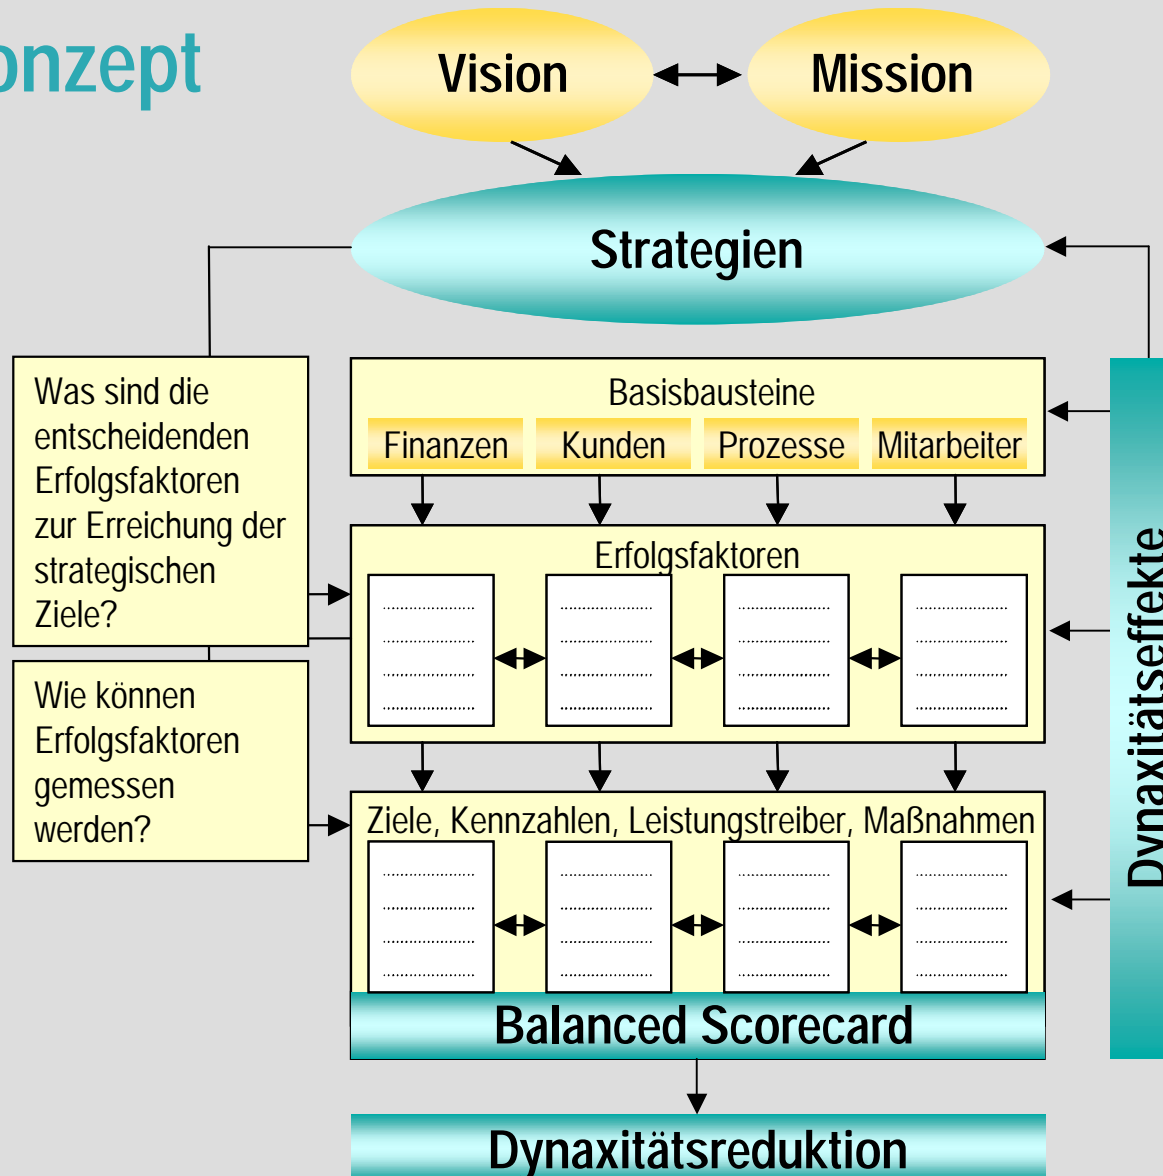 onzept
Vision
Mission
Strategien
Was sind die
entscheidenden
Erfolgsfaktoren
zur Erreichung der
strategischen
Ziele?
Wie können
Erfolgsfaktoren
gemessen
werden?
Basisbausteine
Finanzen
Kunden
Prozesse
Mitarbeiter
Erfolgsfaktoren
Ziele, Kennzahlen, Leistungstreiber, Maßnahmen
Balanced Scorecard
Dynaxitätsreduktion
Dynaxitätseffekte